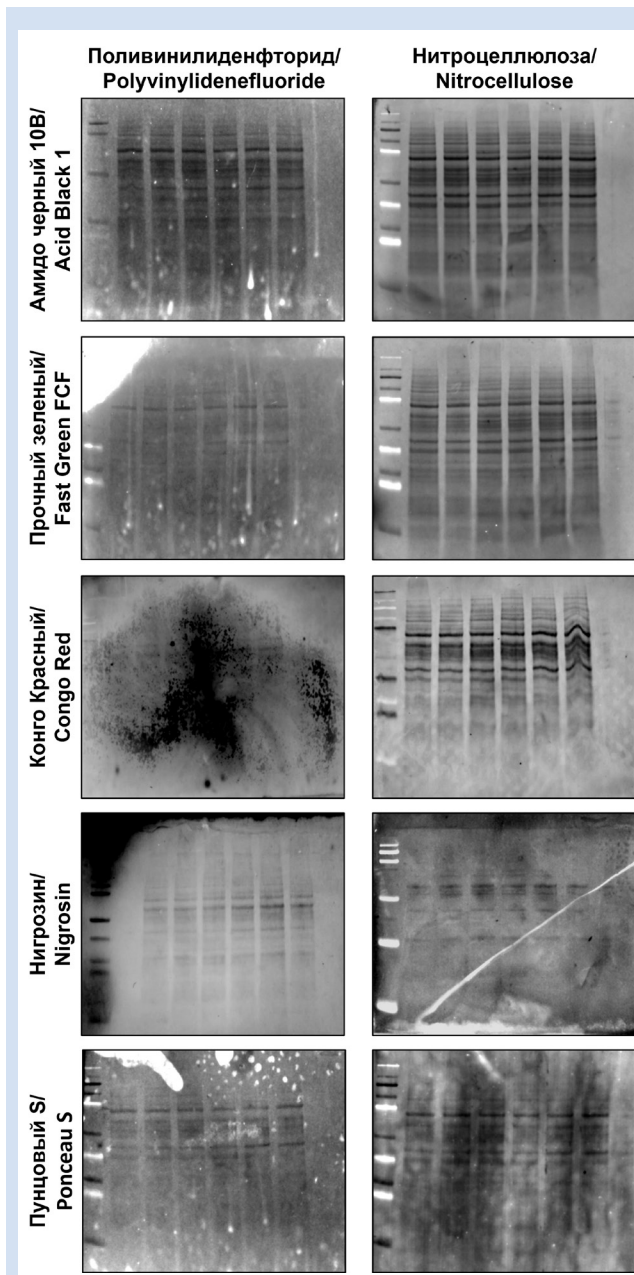 Поливинилиденфторид/
Polyvinylidenefluoride
Нитроцеллюлоза/
Nitrocellulose
Амидо черный 10В/
Acid Black 1
Прочный зеленый/
Fast Green FCF
Конго Красный/
Congo Red
Нигрозин/
Nigrosin
Пунцовый S/
Ponceau S